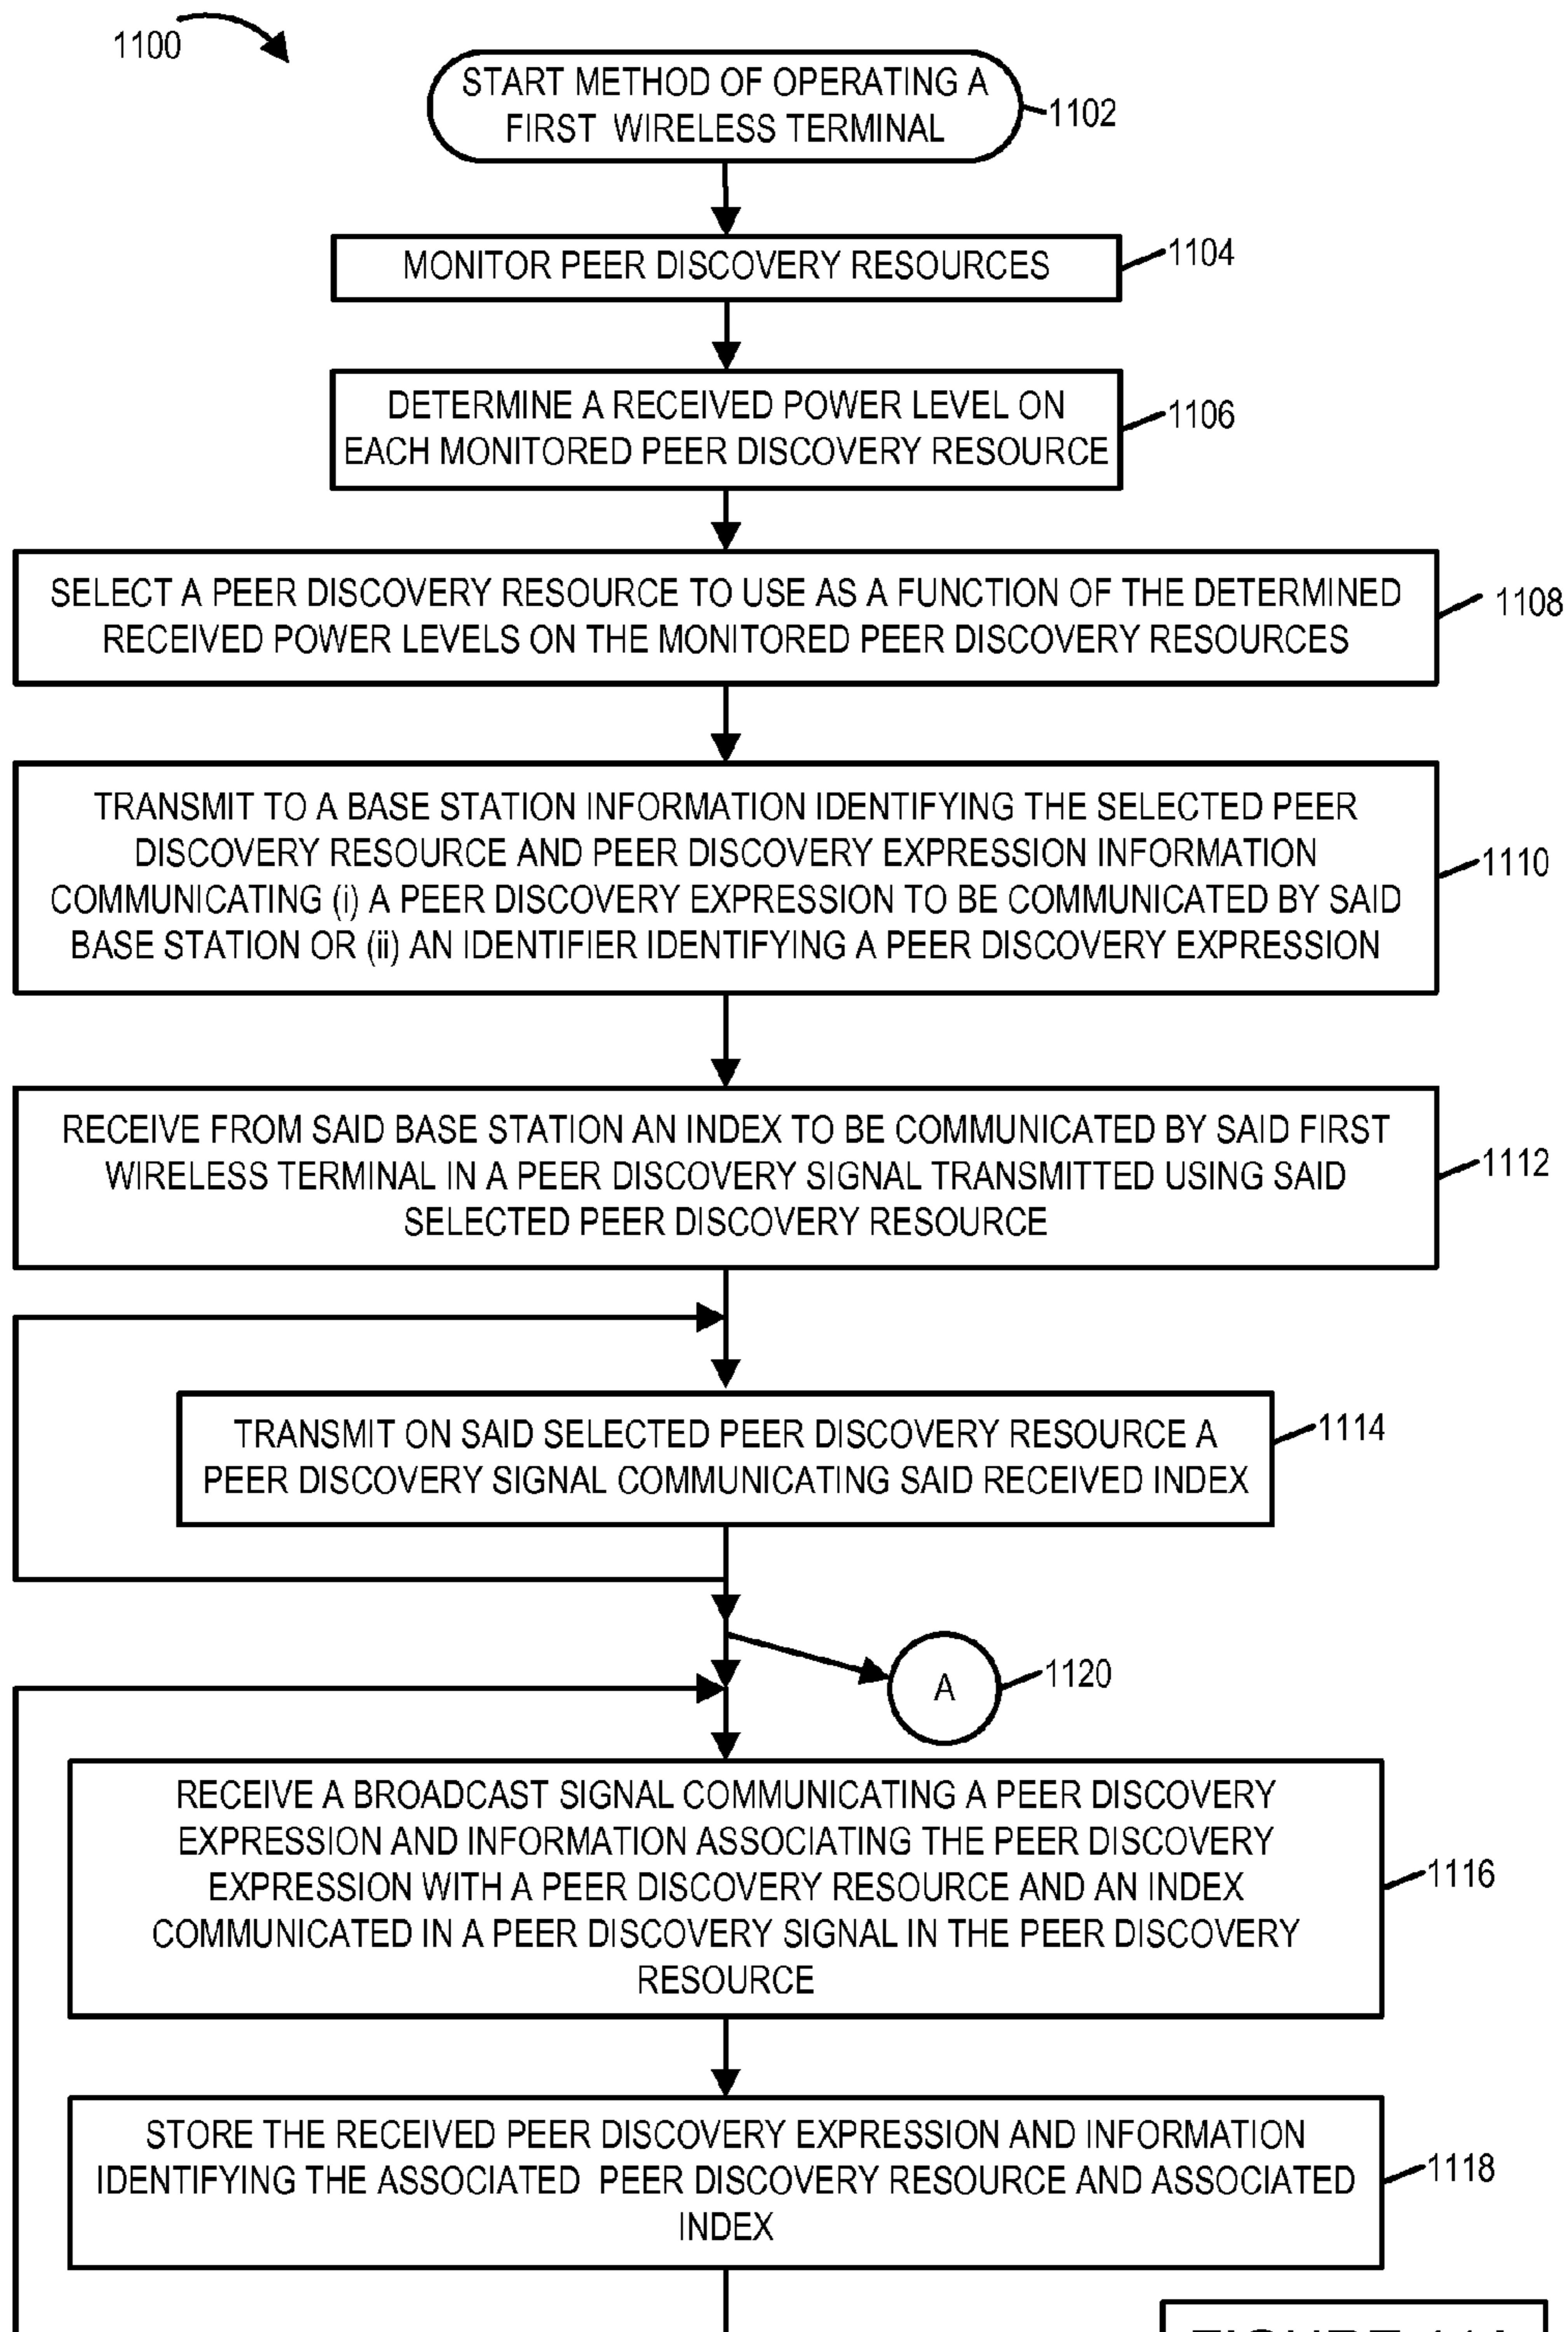 1100
START METHOD OF OPERATING A
FIRST WIRELESS TERMINAL
1102
MONITOR PEER DISCOVERY RESOURCES
1104
DETERMINE A RECEIVED POWER LEVEL ON
EACH MONITORED PEER DISCOVERY RESOURCE
1106
SELECT A PEER DISCOVERY RESOURCE TO USE AS A FUNCTION OF THE DETERMINED
RECEIVED POWER LEVELS ON THE MONITORED PEER DISCOVERY RESOURCES
1108
TRANSMIT TO A BASE STATION INFORMATION IDENTIFYING THE SELECTED PEER
DISCOVERY RESOURCE AND PEER DISCOVERY EXPRESSION INFORMATION
COMMUNICATING (i) A PEER DISCOVERY EXPRESSION TO BE COMMUNICATED BY SAID
BASE STATION OR (ii) AN IDENTIFIER IDENTIFYING A PEER DISCOVERY EXPRESSION
1110
RECEIVE FROM SAID BASE STATION AN INDEX TO BE COMMUNICATED BY SAID FIRST
WIRELESS TERMINAL IN A PEER DISCOVERY SIGNAL TRANSMITTED USING SAID
SELECTED PEER DISCOVERY RESOURCE
1112
TRANSMIT ON SAID SELECTED PEER DISCOVERY RESOURCE A
PEER DISCOVERY SIGNAL COMMUNICATING SAID RECEIVED INDEX
1114
A
1120
RECEIVE A BROADCAST SIGNAL COMMUNICATING A PEER DISCOVERY
EXPRESSION AND INFORMATION ASSOCIATING THE PEER DISCOVERY
EXPRESSION WITH A PEER DISCOVERY RESOURCE AND AN INDEX
COMMUNICATED IN A PEER DISCOVERY SIGNAL IN THE PEER DISCOVERY
RESOURCE
1116
STORE THE RECEIVED PEER DISCOVERY EXPRESSION AND INFORMATION
IDENTIFYING THE ASSOCIATED PEER DISCOVERY RESOURCE AND ASSOCIATED
INDEX
1118
FIGURE 11A